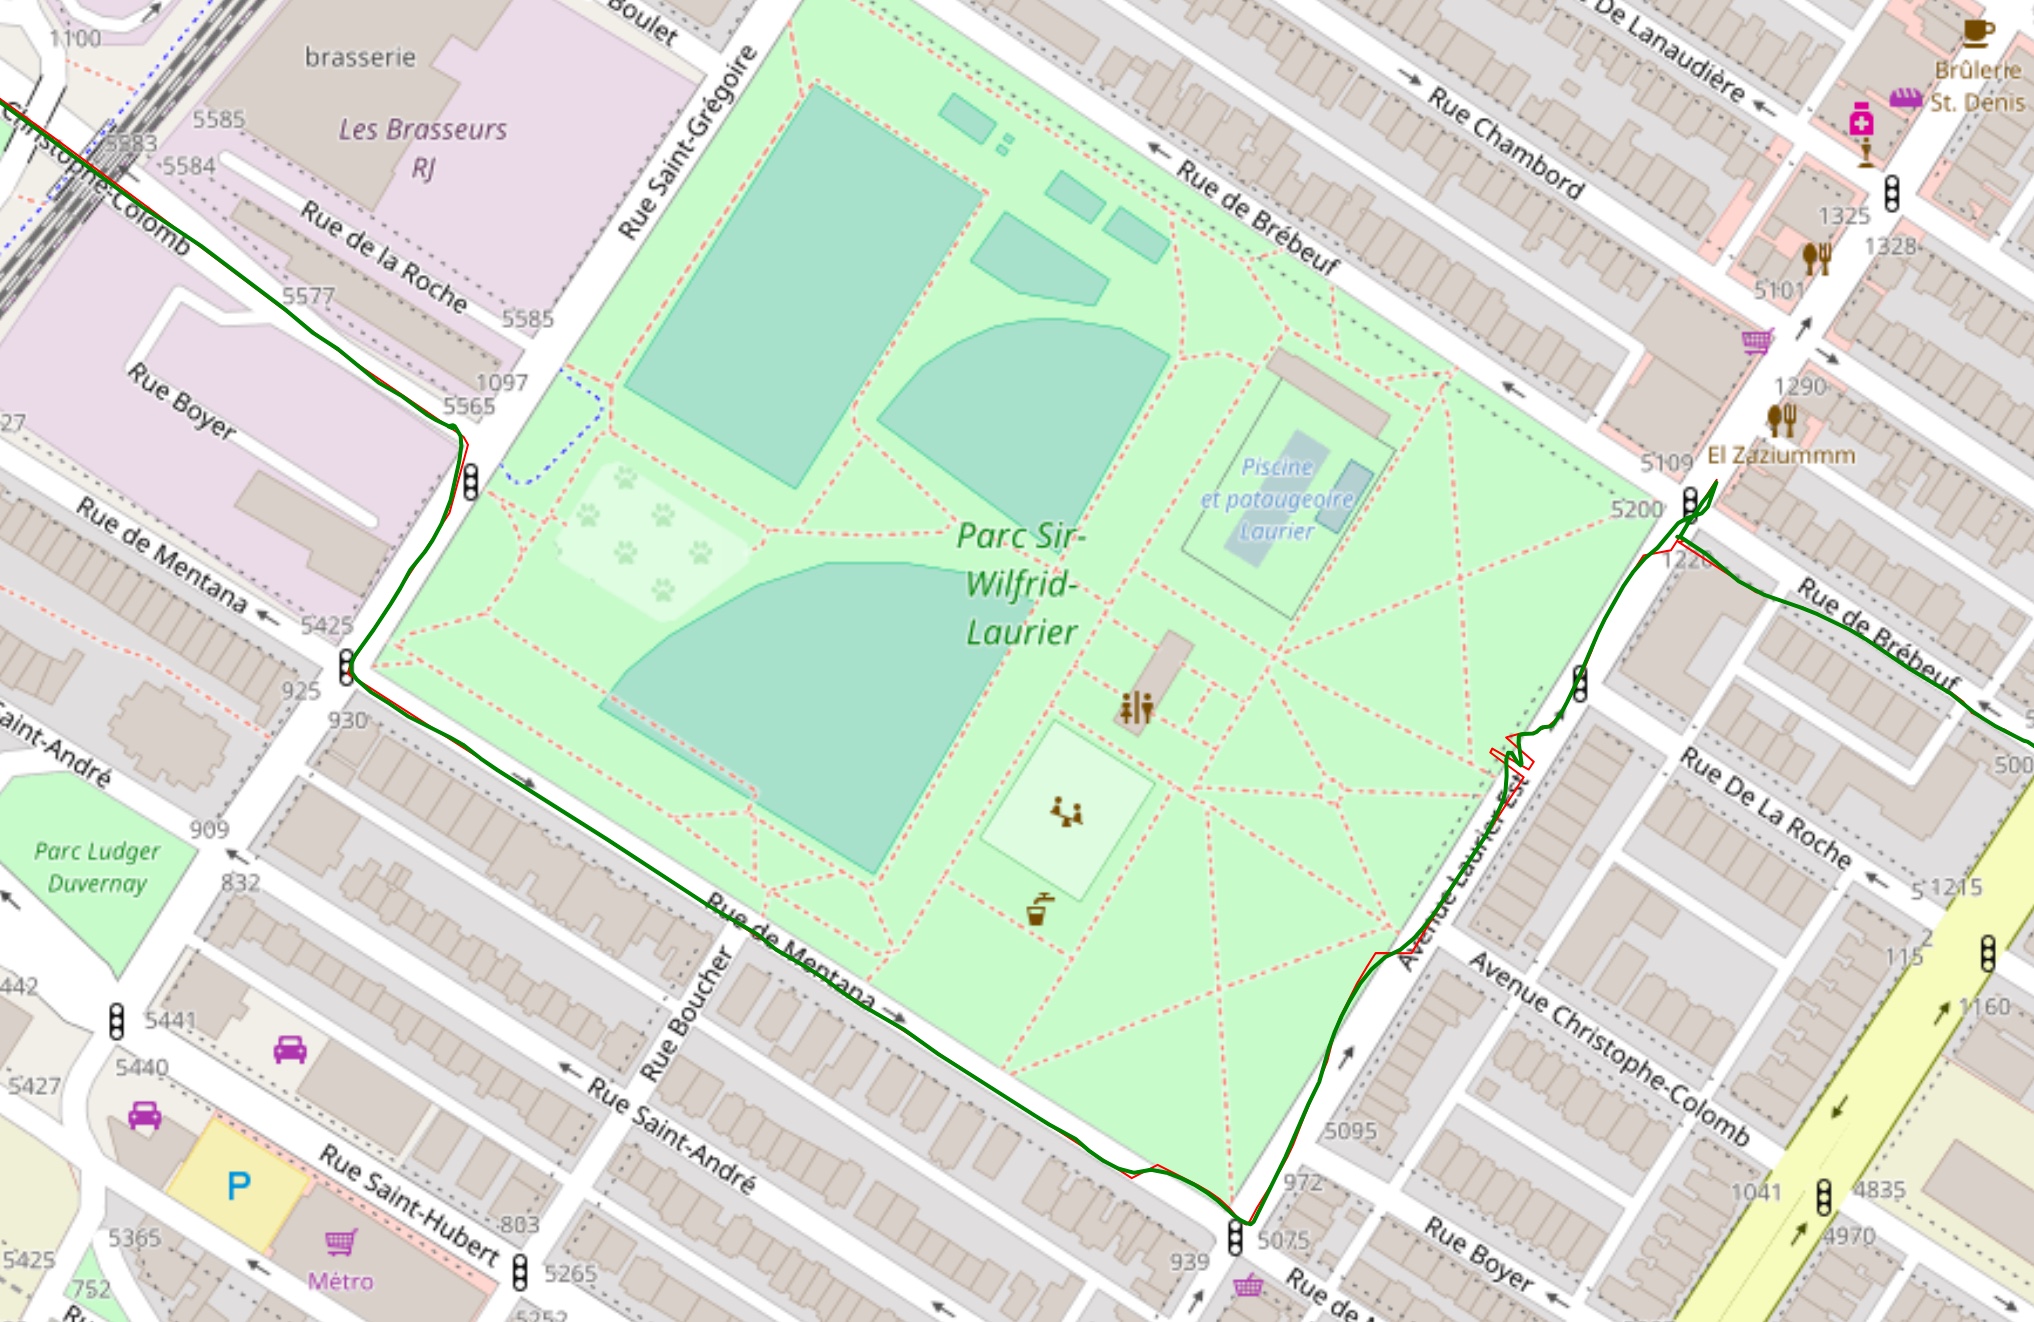 1100
brasserie
Les Brasseurs
RJ
Boulet
Rue Saint-Grégoire
De Lanaudière
Rue Chambord
Brûlerie
St. Denis
Christophe-Colomb
5583
5585
5584
Rue de la Roche
5577
5585
1097
5565
Rue Boyer
27
Rue de Brébeuf
1325
1328
5101
1290
El Zaziummm
5109
5200
1220
Piscine
et pataugeoire
Laurier
Parc Sir-
Wilfrid-
Laurier
Rue de Mentana
5425
925
930
Saint-André
909
832
Parc Ludger
Duvernay
Rue de Brébeuf
500
Rue De La Roche
1215
5
115
2
1160
Avenue Laurier Est
Avenue Christophe-Colomb
Rue de Mentana
Rue Boucher
442
5441
5440
5427
P
Rue Saint-Hubert
Rue Saint-André
5095
972
5075
939
1041
4835
4970
Rue Boyer
803
5265
5365
5425
752
Métro
5252
Rue de
Ru